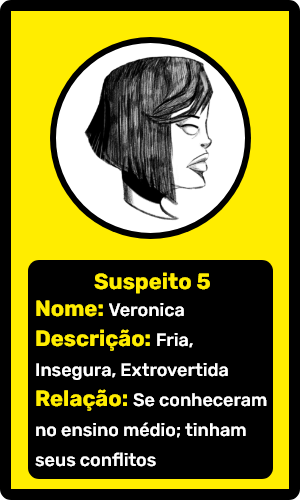 Suspeito 5
Nome: Veronica
Descrição: Fria,
Insegura, Extrovertida
Relação: Se conheceram
no ensino médio; tinham
seus conflitos